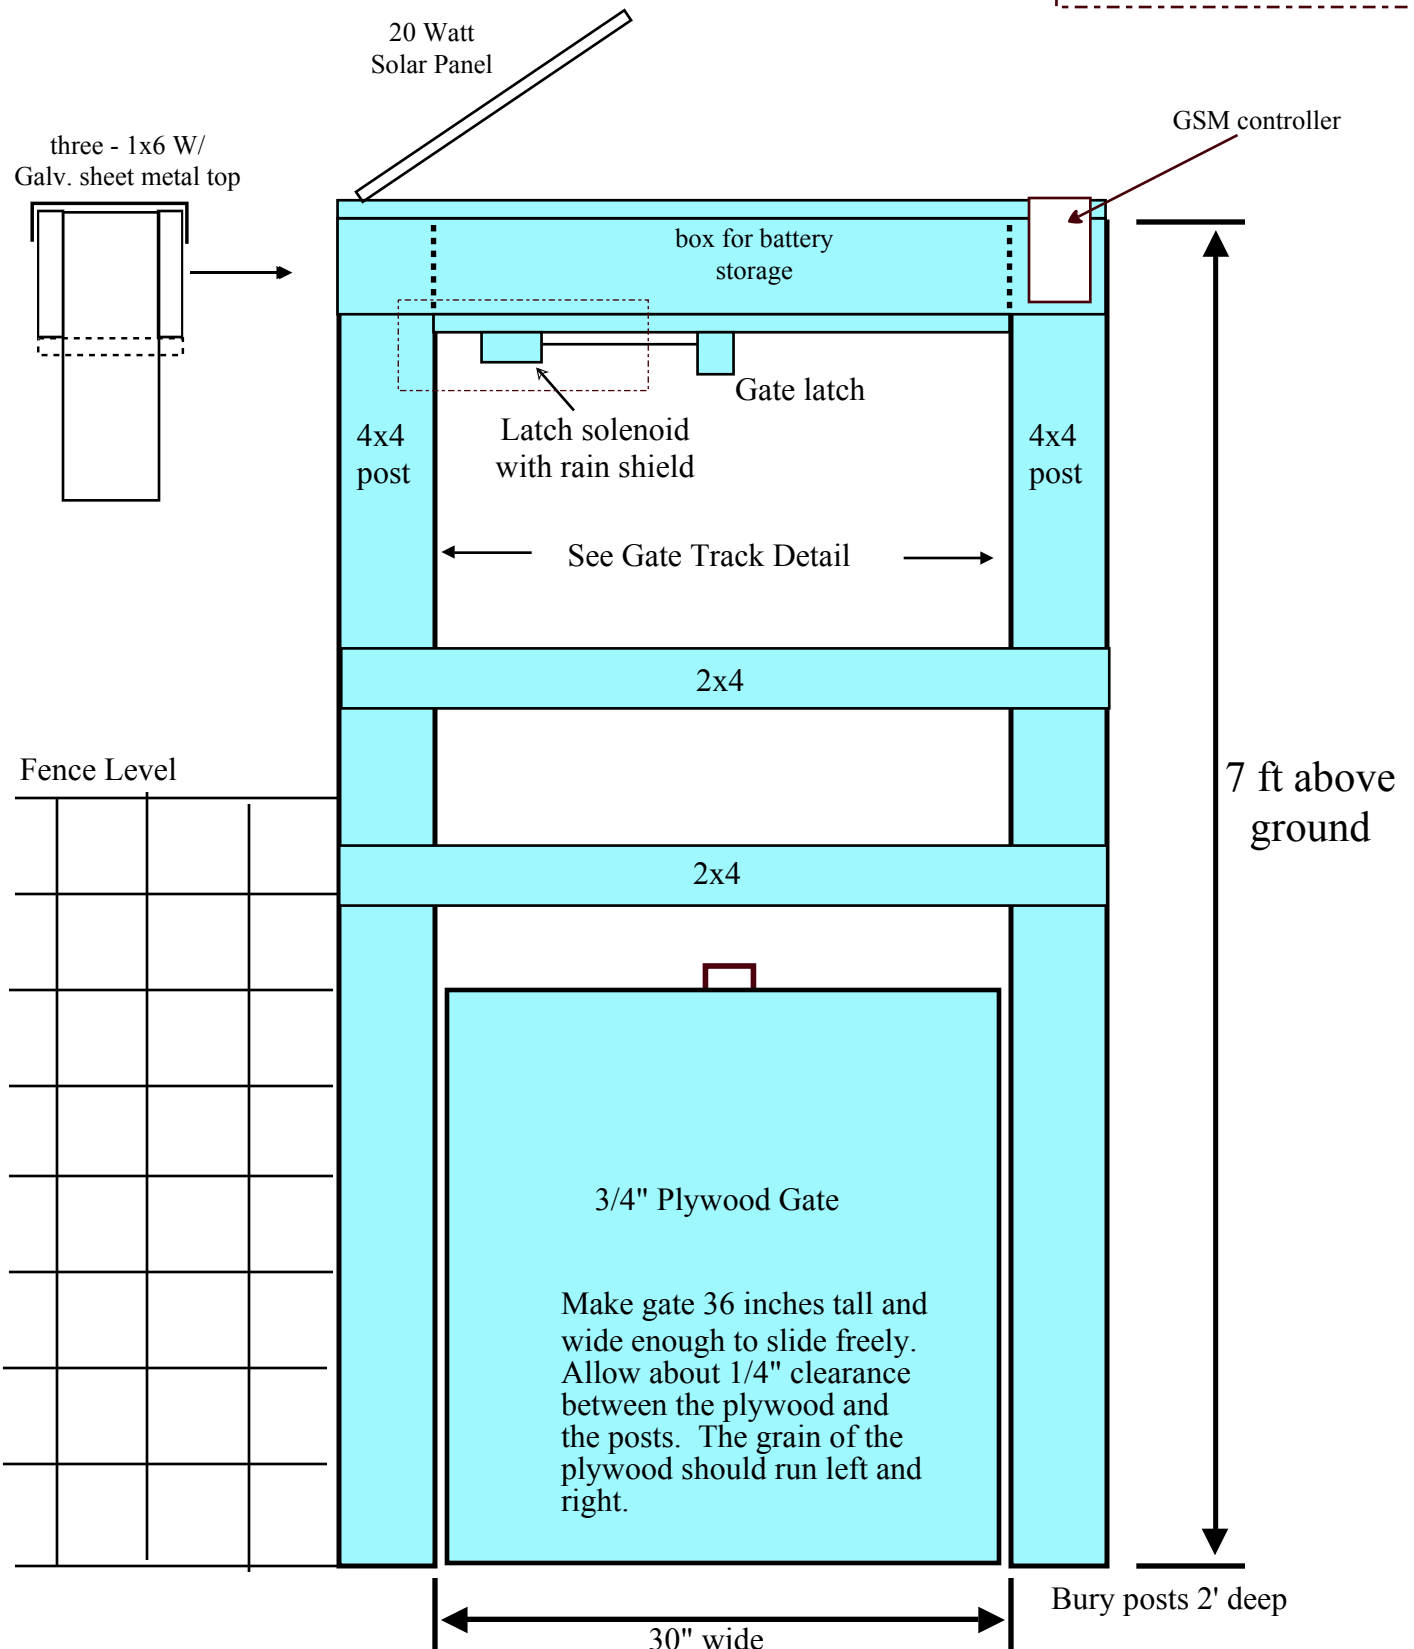 20 Watt
Solar Panel
GSM controller
three - 1x6 W/
Galv. sheet metal top
box for battery
storage
Gate latch
Latch solenoid
with rain shield
4x4
post
4x4
post
See Gate Track Detail
2x4
Fence Level
7 ft above
ground
2x4
3/4" Plywood Gate
Make gate 36 inches tall and
wide enough to slide freely.
Allow about 1/4" clearance
between the plywood and
the posts.  The grain of the
plywood should run left and
right.
Bury posts 2' deep
30" wide